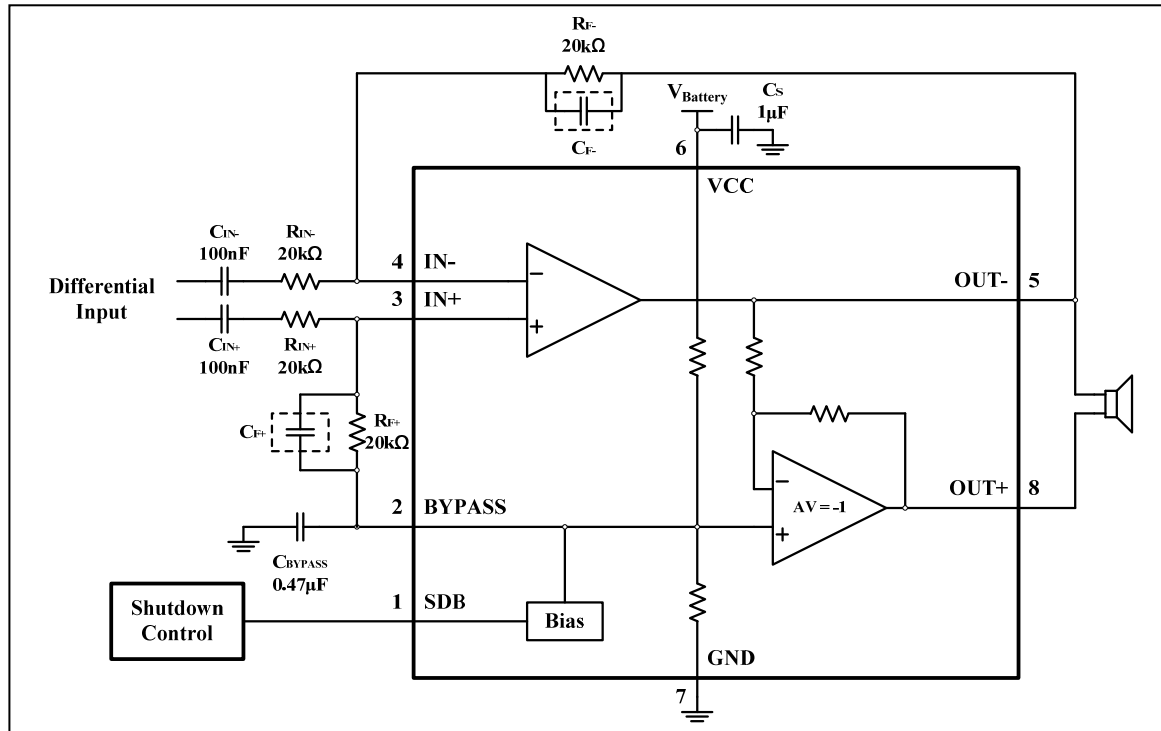 RF-
20kΩ
CF-
VBattery
CS
1μF
6
VCC
CIN-
100nF
RIN-
20kΩ
4 IN-
Differential
Input
3 IN+
CIN+
100nF
RIN+
20kΩ
−
+
OUT- 5
CF+
RF+
20kΩ
2 BYPASS
CBYPASS
0.47μF
−
AV = -1
+
OUT+ 8
Shutdown
Control
1 SDB
Bias
GND
7